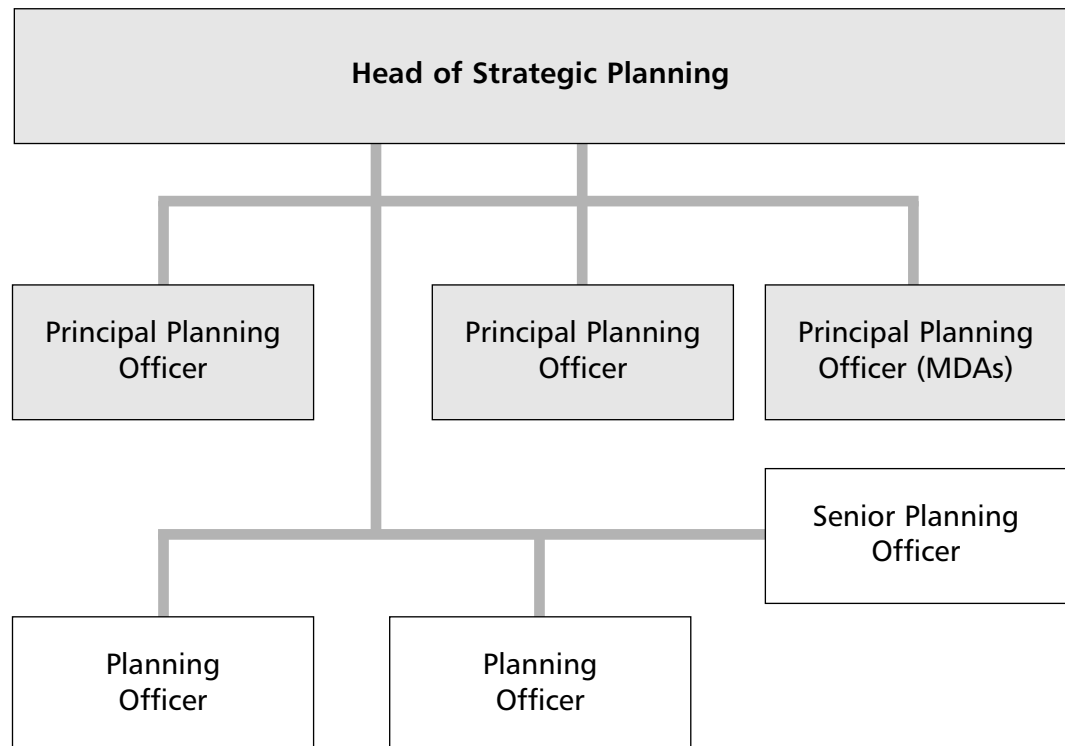 Head of Strategic Planning
Principal Planning
Officer
Principal Planning
Officer
Principal Planning
Officer (MDAs)
Senior Planning
Officer
Planning
Officer
Planning
Officer